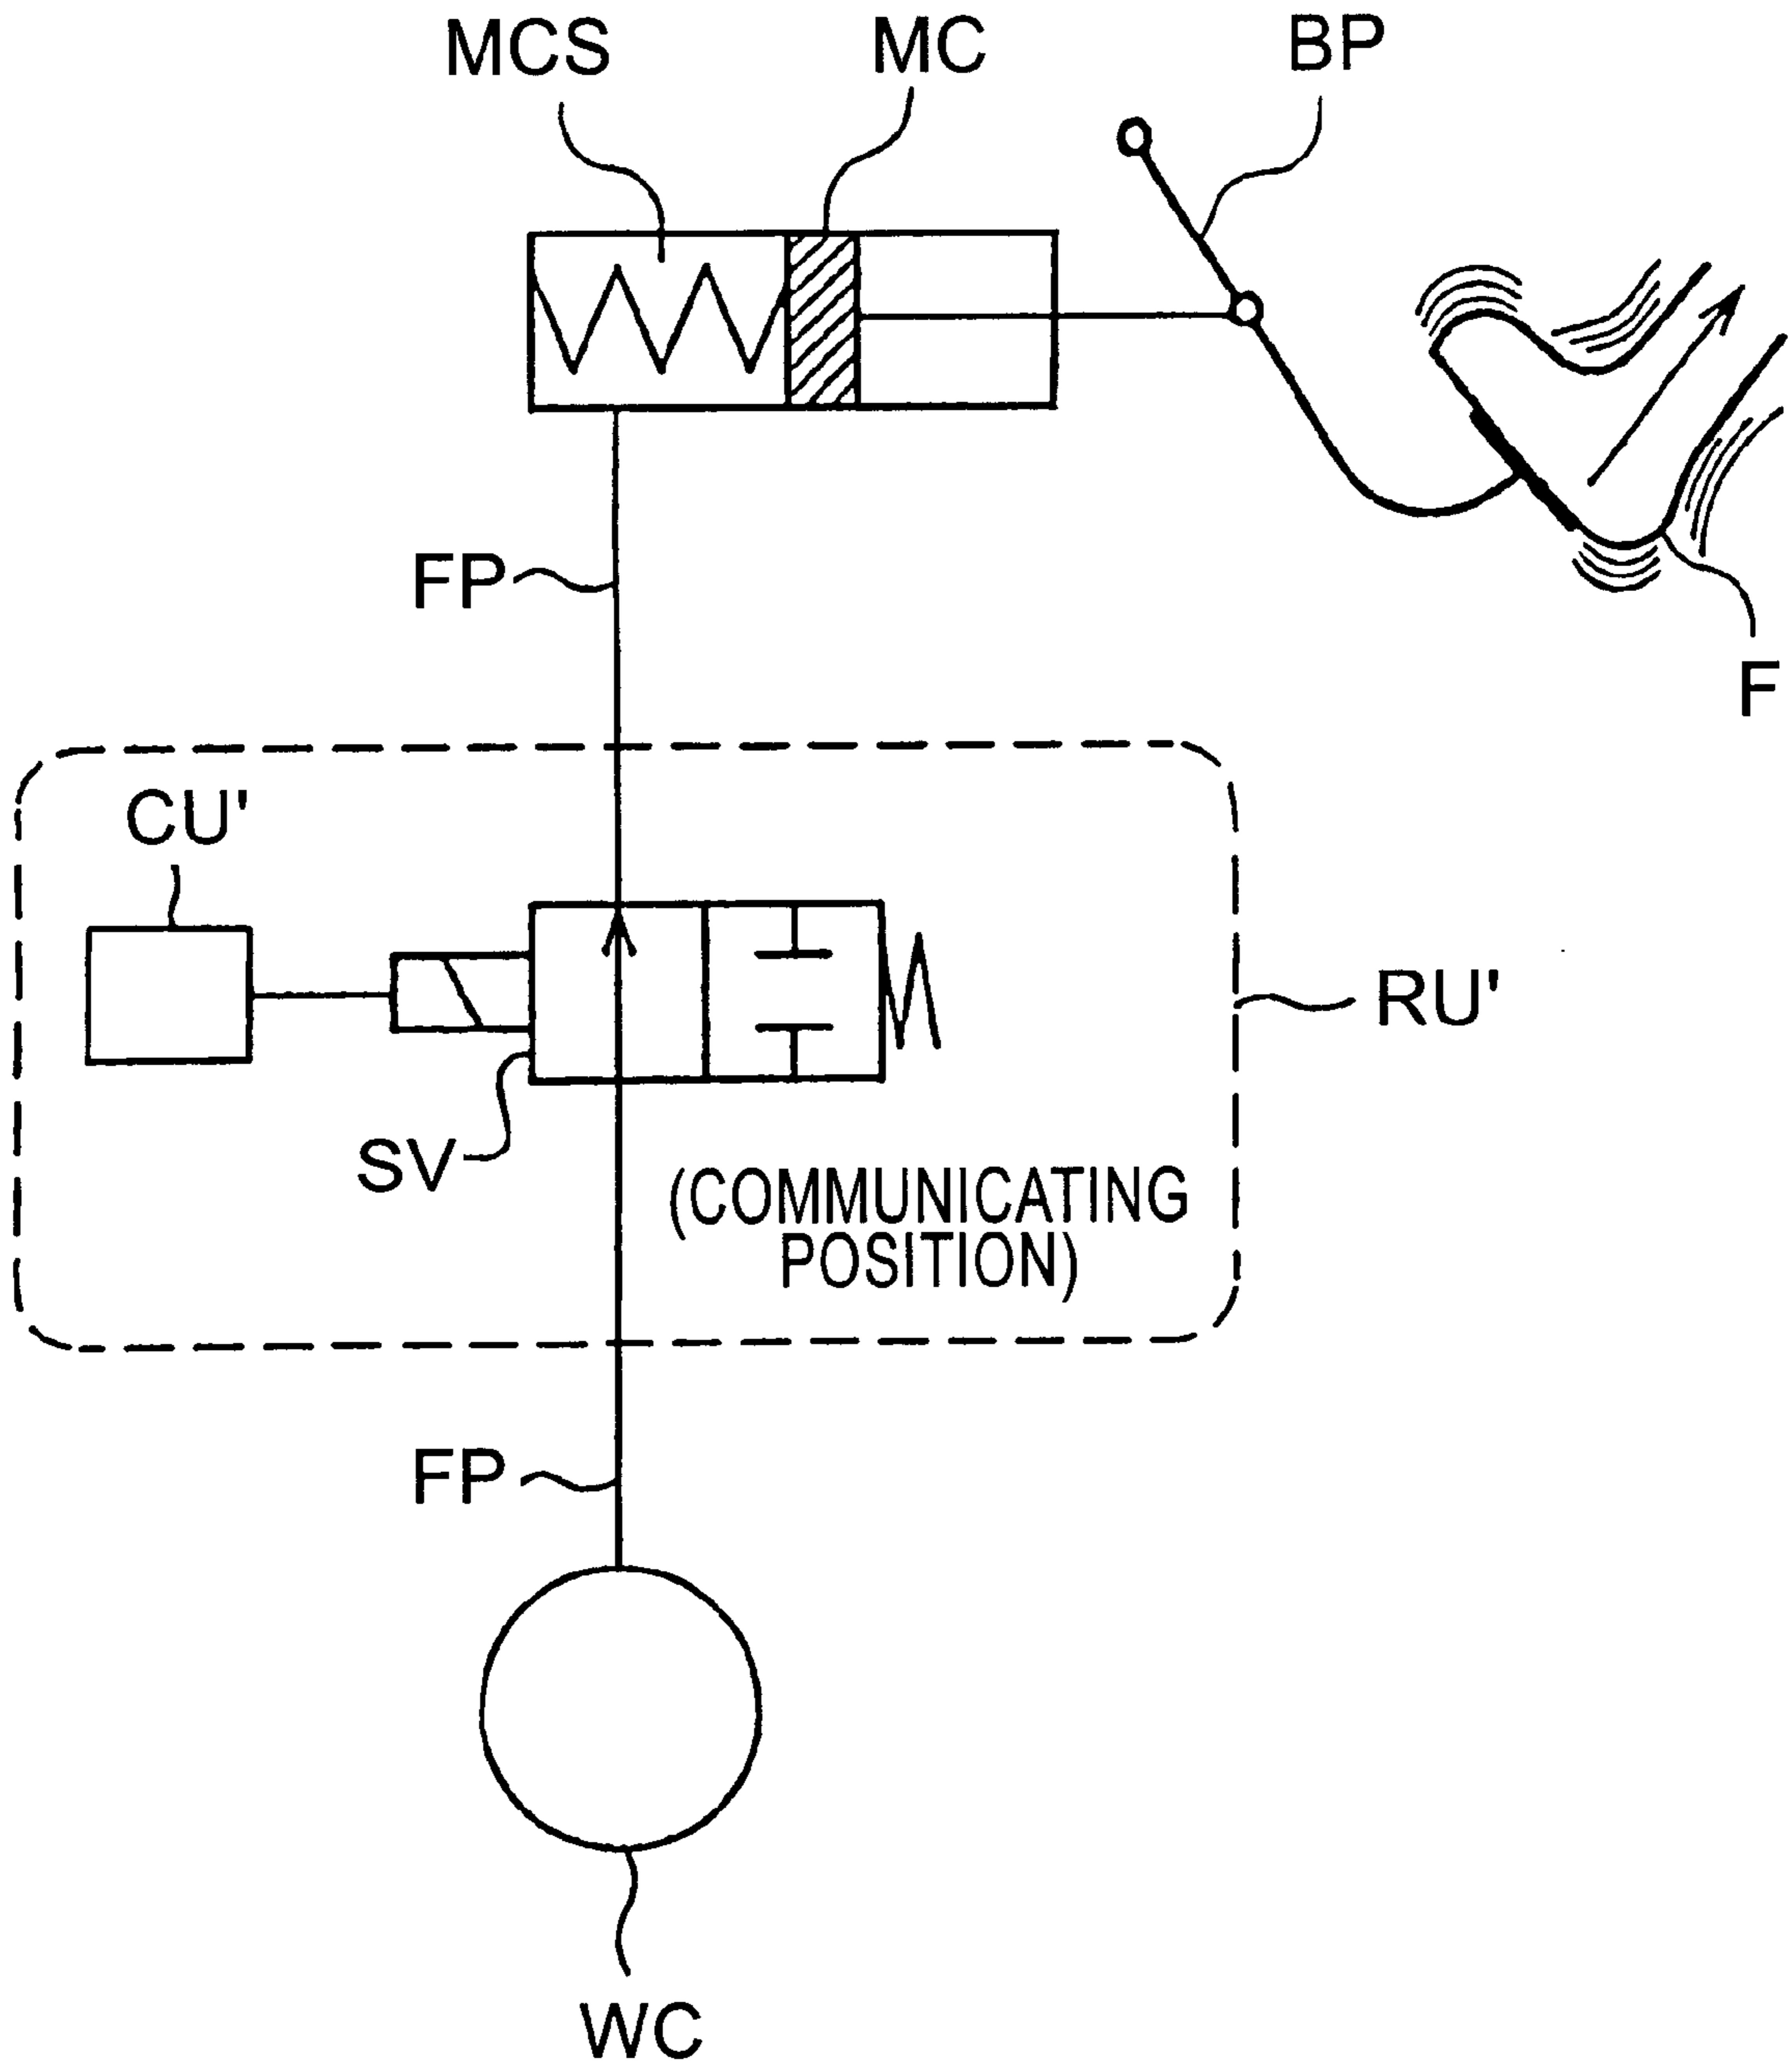 MCS
MC
BP
FP
F
CU'
RU'
SV
(COMMUNICATING
POSITION)
FP
WC